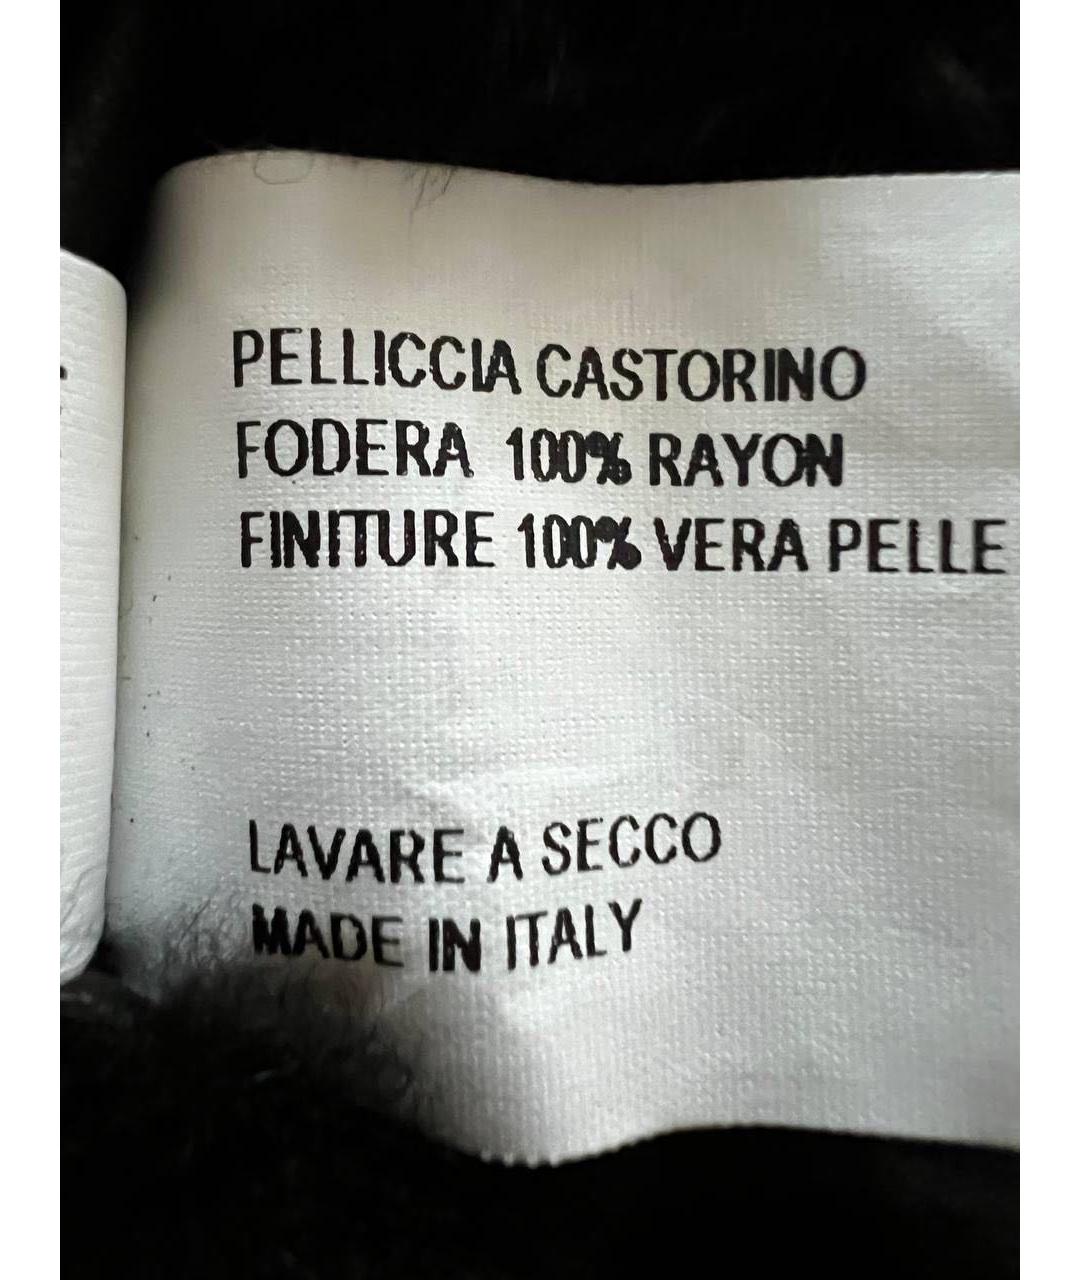 PELLICCIA CASTORINO
FODERA 100% RAYON
FINITURE 100% VERA PELLE
LAVARE A SECCO
MADE IN ITALY